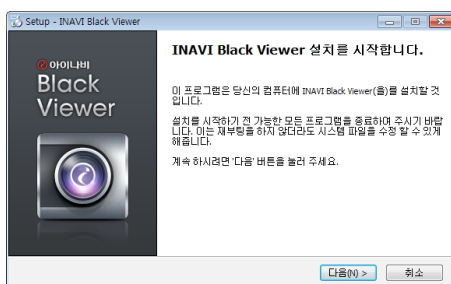 Setup - INAVI Black Viewer
아이나비
Black
Viewer
INAVI Black Viewer 설치를 시작합니다.
이 프로그램은 당신의 컴퓨터에 INAVI Black Viewer(을)를 설치할 것
입니다.
설치를 시작하기 전 가능한 모든 프로그램을 종료하여 주시기 바랍
니다. 이는 재부팅을 하지 않더라도 시스템 파일을 수정 할 수 있게
해줍니다.
계속 하시려면 '다음' 버튼을 눌러 주세요.
다음(N) >
취소